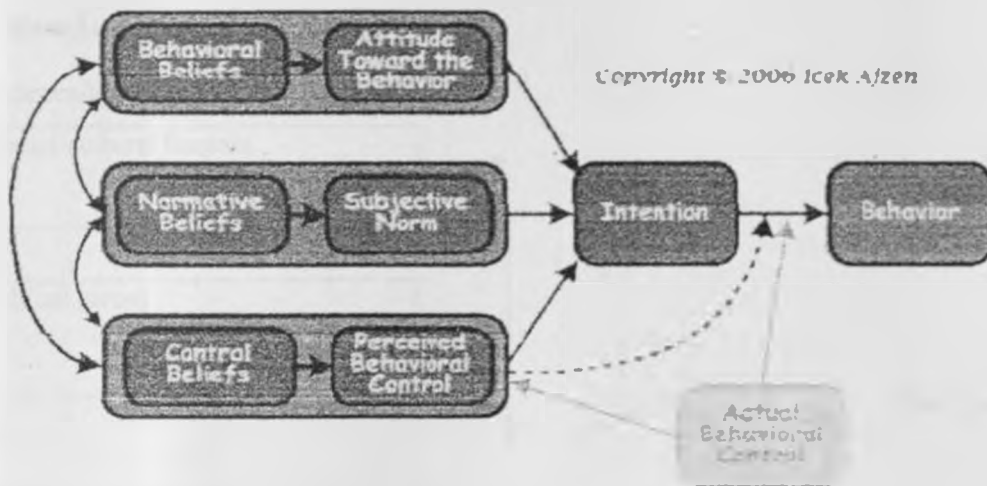 Behavioral
Beliefs
Attitude
Toward the
Behavior
Copyright © 2006 Icek Ajzen
Normative
Beliefs
Subjective
Norm
Intention
Behavior
Control
Beliefs
Perceived
Behavioral
Control
Actual
Behavioral
Control